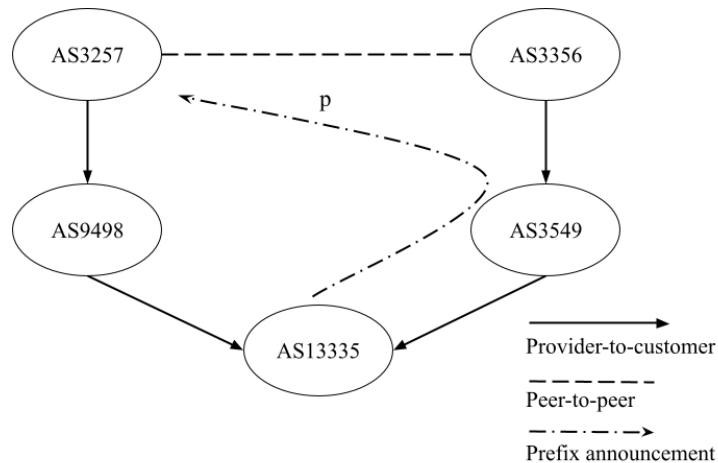 AS3257
AS3356
p
AS9498
AS3549
AS13335
Provider-to-customer
Peer-to-peer
Prefix announcement